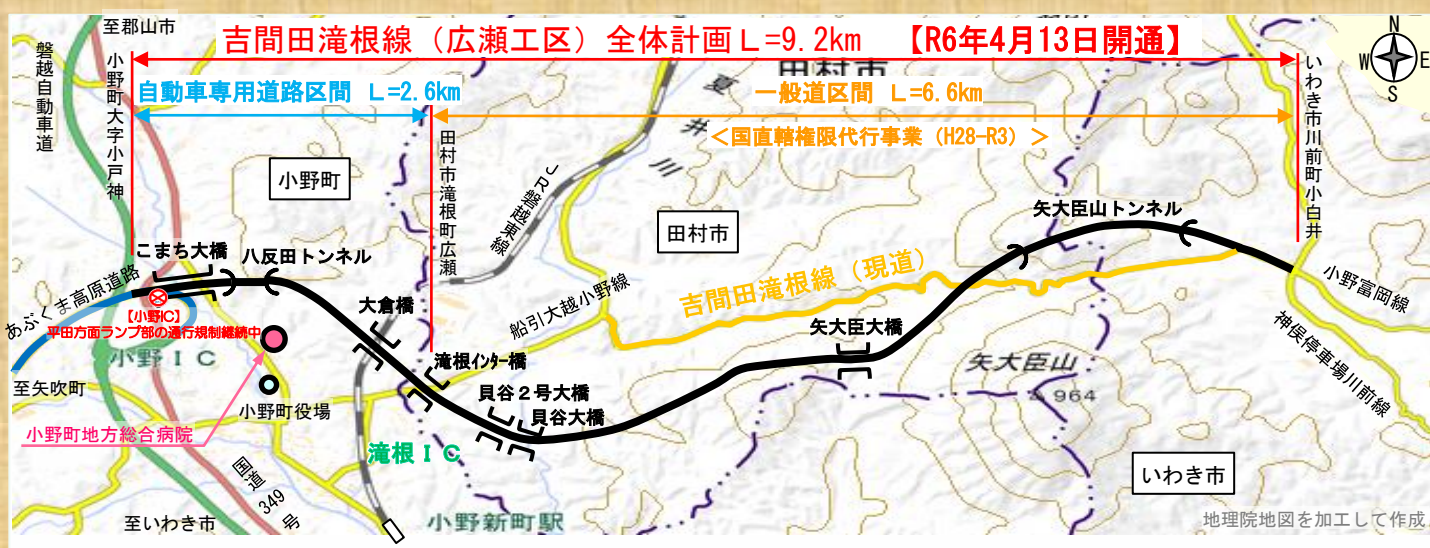 至郡山市
吉間田滝根線（広瀬工区）全体計画Ｌ=9.2km 【R6年4月13日開通】
N
W
E
S
磐越自動車道
小野町大字小戸神
自動車専用道路区間 Ｌ=2.6km
田村市
一般道区間 Ｌ=6.6km
＜国直轄権限代行事業（H28-R3）＞
いわき市川前町小白井
夏井川
小野町
田村市滝根町広瀬
ＪＲ磐越東線
田村市
矢大臣山トンネル
こまち大橋
八反田トンネル
あぶくま高原道路
【小野IC】
平田方面ランプ部の通行規制継続中
小野ＩＣ
大倉橋
船引大越小野線
吉間田滝根線（現道）
小野富岡線
神俣停車場川前線
矢大臣大橋
矢大臣山
964
滝根インター橋
貝谷２号大橋
貝谷大橋
至矢吹町
小野町役場
小野町地方綜合病院
滝根ＩＣ
国道349号
いわき市
至いわき市
小野新町駅
地理院地図を加工して作成